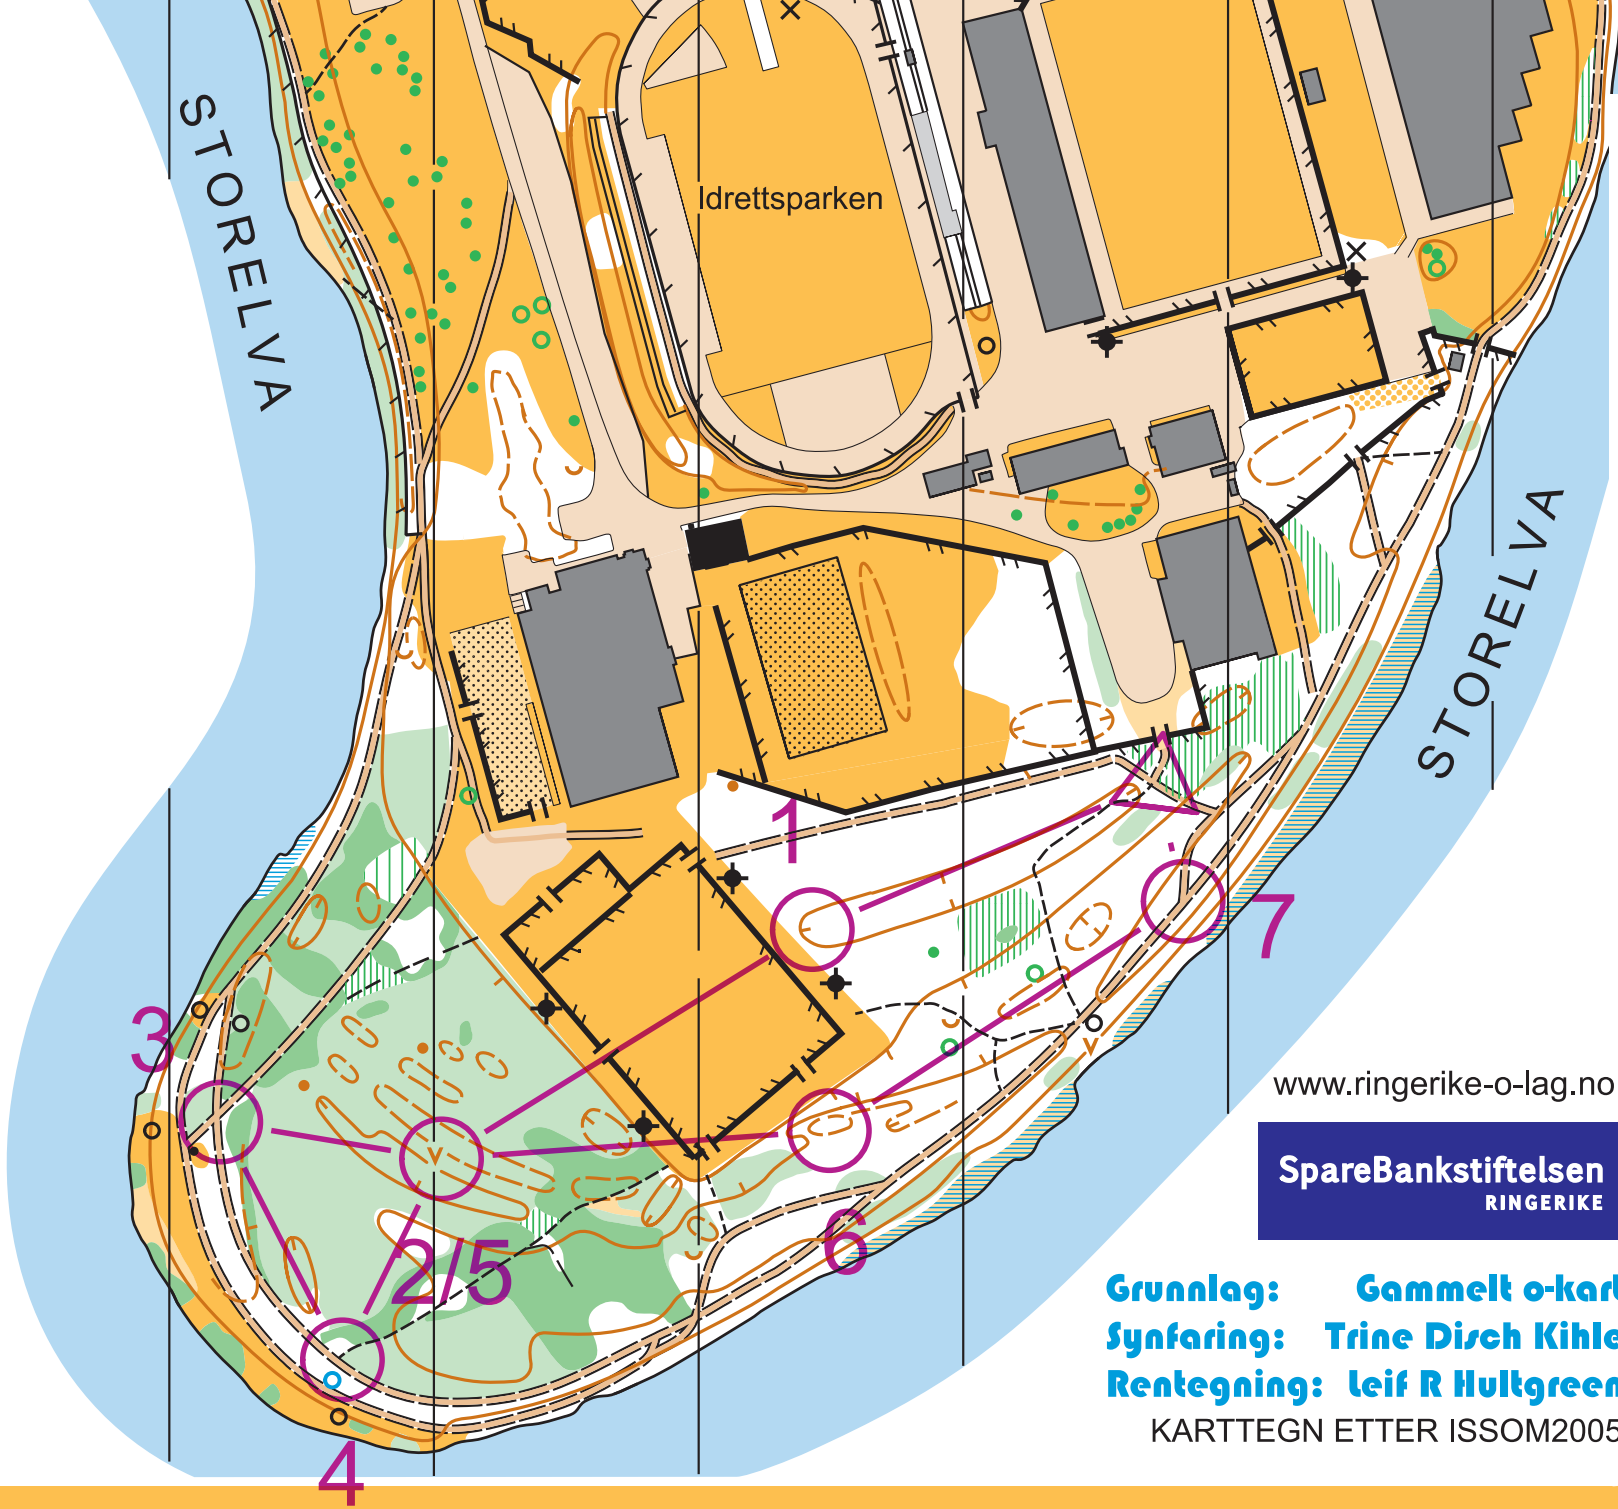 STORELVA
Idrettsparken
STORELVA
1
7
3
www.ringerike-o-lag.no
SpareBankstiftelsen
RINGERIKE
6
2/5
Grunnlag: Gammelt o-kart
Synfaring: Trine Disch Kihle
Rentegning: Leif R Hultgreen
KARTTEGN ETTER ISSOM2005
4